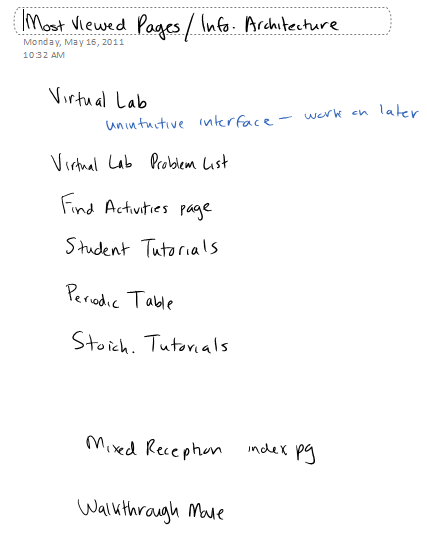 Most Viewed Pages / Info. Architecture
Monday, May 16, 2011
10:32 AM
Virtual Lab
unintuitive interface – work on later
Virtual Lab Problem List
Find Activities page
Student Tutorials
Periodic Table
Stoich. Tutorials
Mixed Reception index pg
Walkthrough